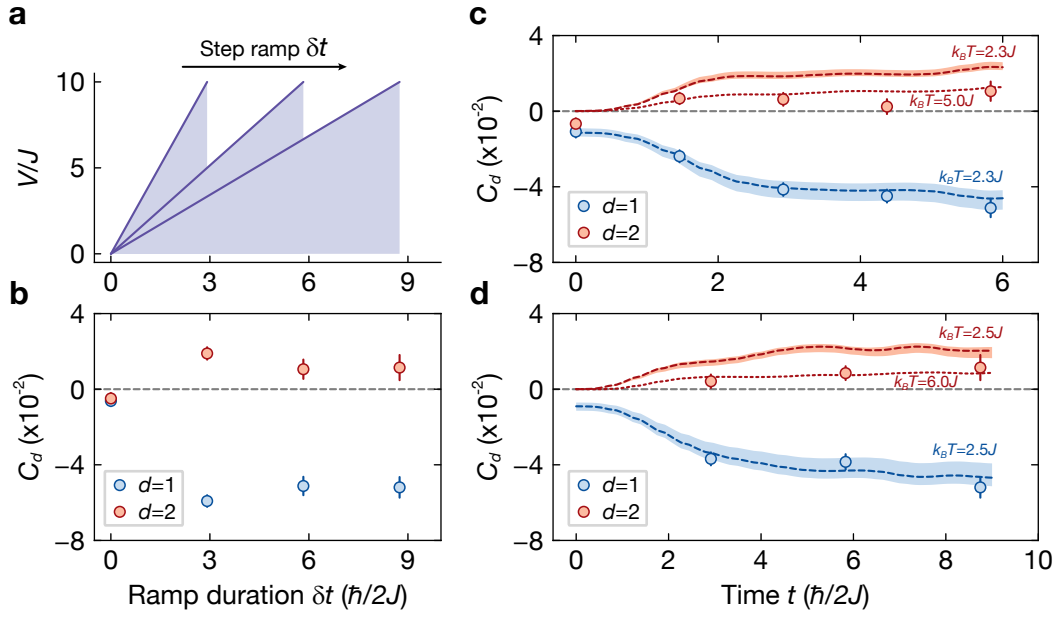 a
Step ramp δt
10
5
0
V/J
0
3
6
9
b
4
0
−4
−8
C_d (x10⁻²)
d=1
d=2
0
3
6
9
Ramp duration δt (ħ/2J)
c
4
0
−4
−8
C_d (x10⁻²)
k_BT=2.3J
k_BT=5.0J
k_BT=2.3J
d=1
d=2
0
2
4
6
d
4
0
−4
−8
C_d (x10⁻²)
k_BT=2.5J
k_BT=6.0J
k_BT=2.5J
d=1
d=2
0
2
4
6
8
10
Time t (ħ/2J)